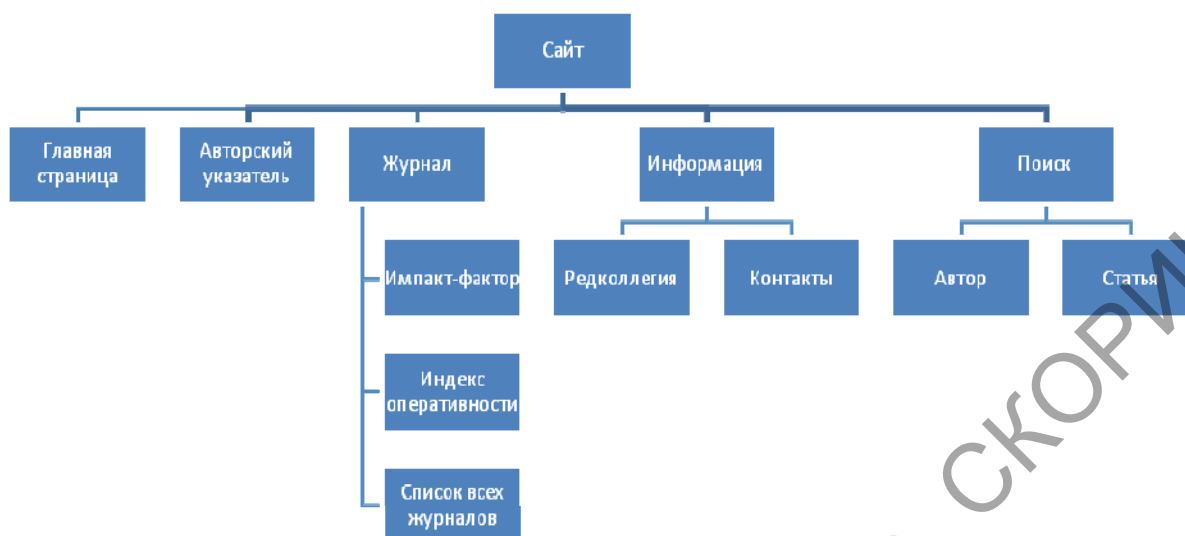 Сайт
Главная
страница
Авторский
указатель
Журнал
Информация
Поиск
Импакт-фактор
Редколлегия
Контакты
Автор
Статья
Индекс
оперативности
Список всех
журналов